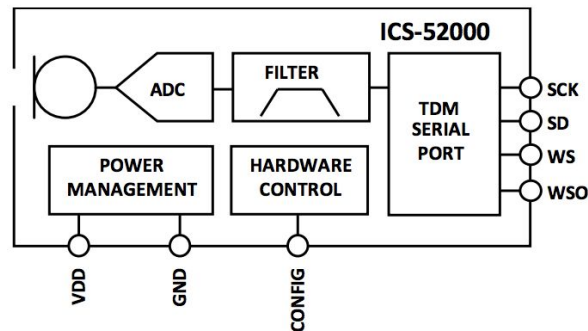 ICS-52000
ADC
FILTER
TDM
SERIAL
PORT
SCK
SD
WS
WSO
POWER
MANAGEMENT
HARDWARE
CONTROL
VDD
GND
CONFIG